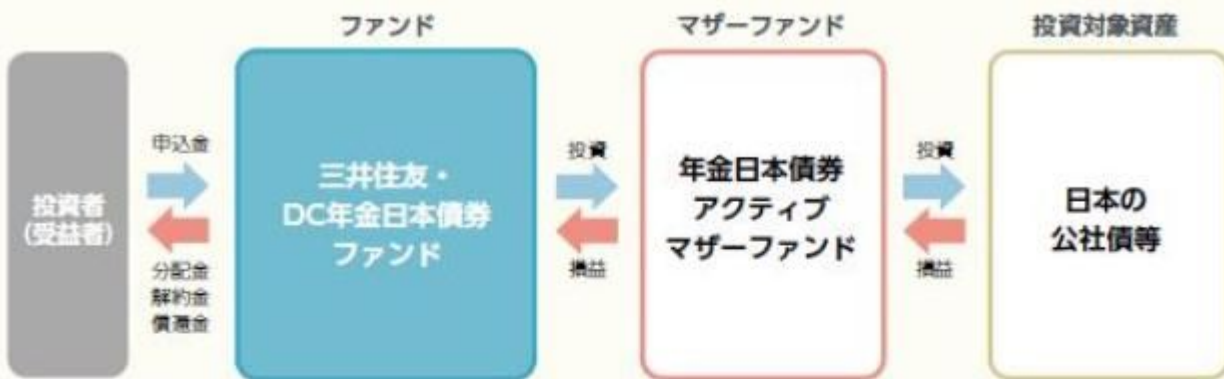 ファンド
マザーファンド
投資対象資産
投資者
(受益者)
申込金
分配金
解約金
償還金
三井住友・
DC年金日本債券
ファンド
投資
損益
年金日本債券
アクティブ
マザーファンド
投資
損益
日本の
公社債等